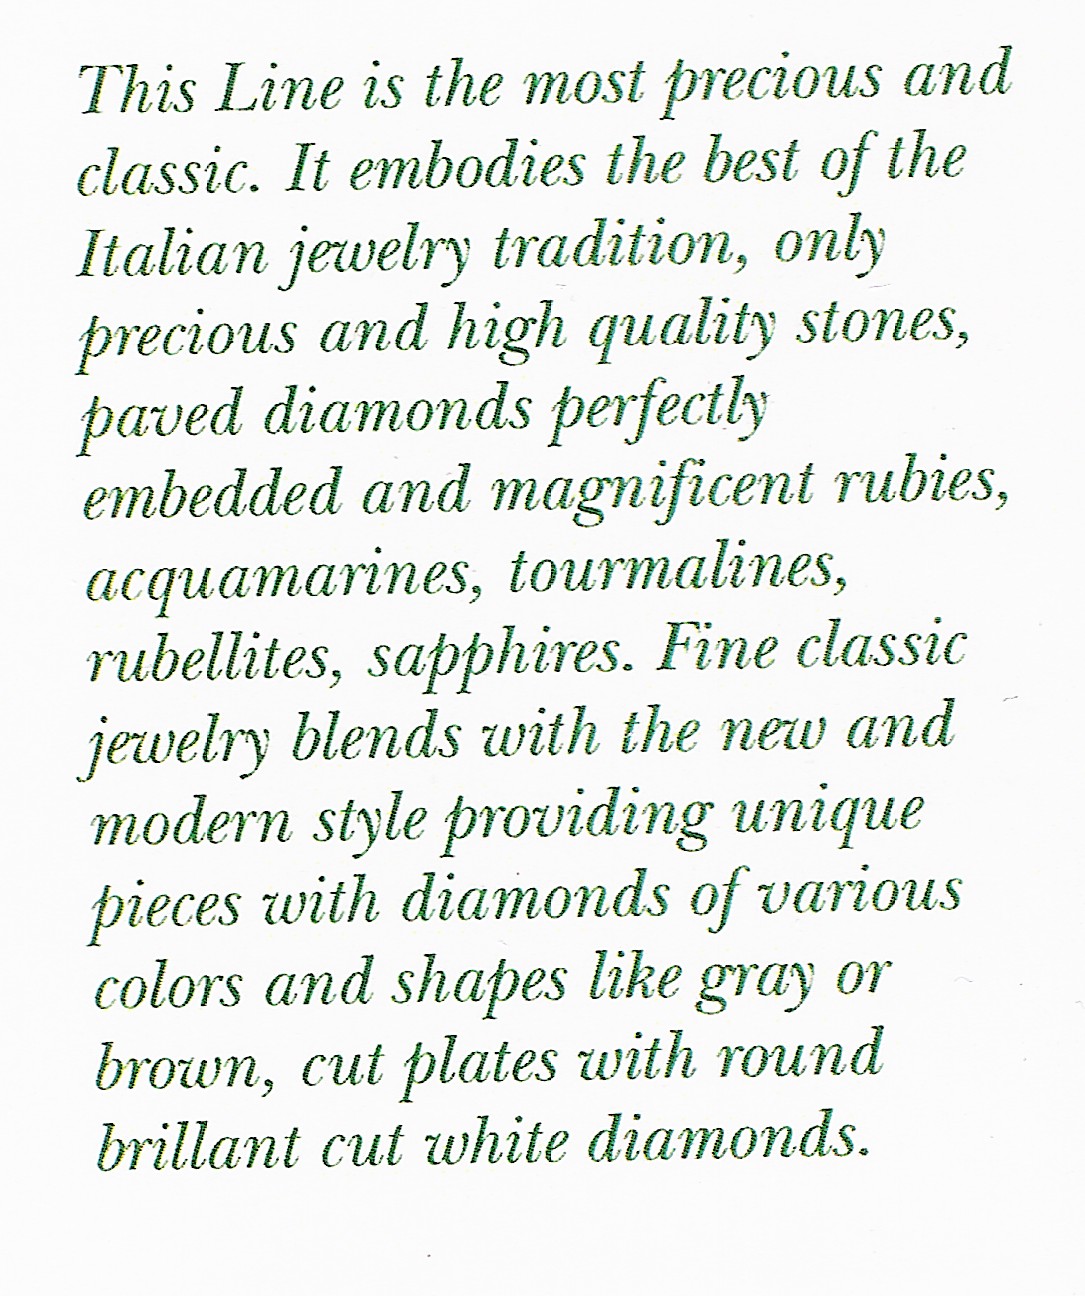 This Line is the most precious and
classic. It embodies the best of the
Italian jewelry tradition, only
precious and high quality stones,
paved diamonds perfectly
embedded and magnificent rubies,
acquamarines, tourmalines,
rubellites, sapphires. Fine classic
jewelry blends with the new and
modern style providing unique
pieces with diamonds of various
colors and shapes like gray or
brown, cut plates with round
brillant cut white diamonds.